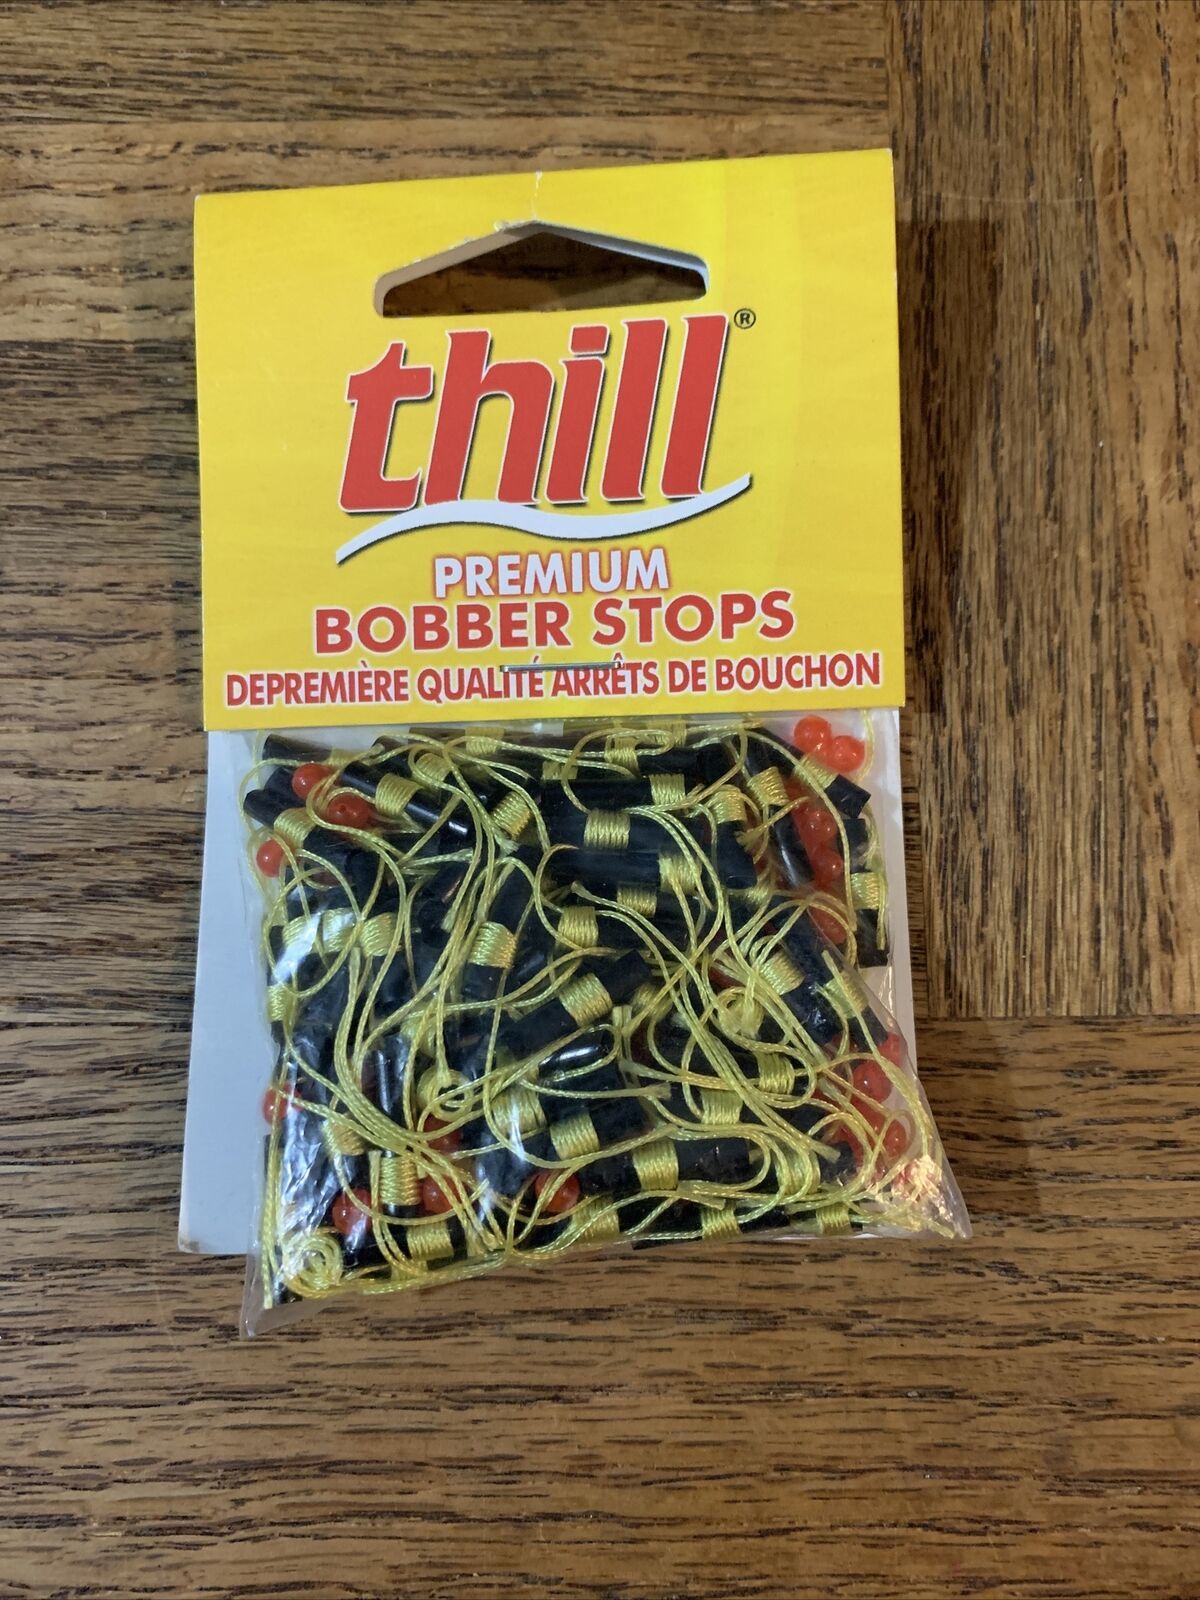 thill®
PREMIUM
BOBBER STOPS
DEPREMIÈRE QUALITÉ ARRÊTS DE BOUCHON